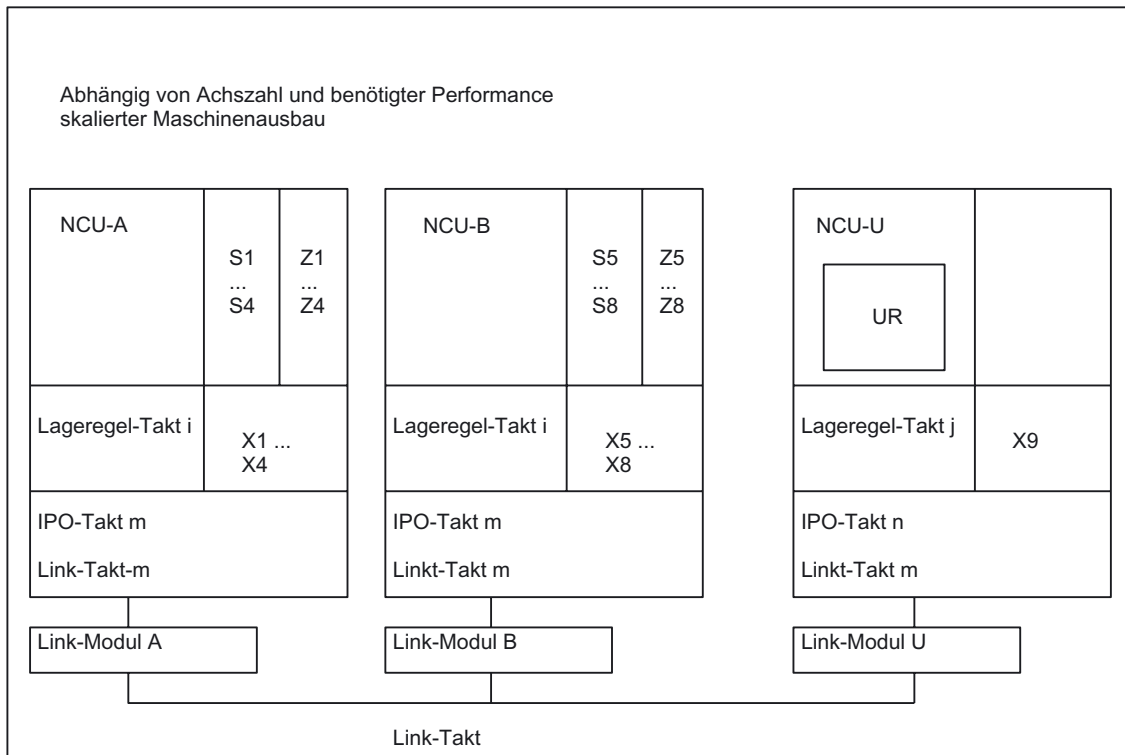 Abhängig von Achszahl und benötigter Performance
skalierter Maschinenausbau
NCU-A
S1
...
S4
Z1
...
Z4
Lageregel-Takt i
X1 ...
X4
IPO-Takt m
Link-Takt-m
Link-Modul A
NCU-B
S5
...
S8
Z5
...
Z8
Lageregel-Takt i
X5 ...
X8
IPO-Takt m
Linkt-Takt m
Link-Modul B
NCU-U
UR
Lageregel-Takt j
X9
IPO-Takt n
Linkt-Takt m
Link-Modul U
Link-Takt